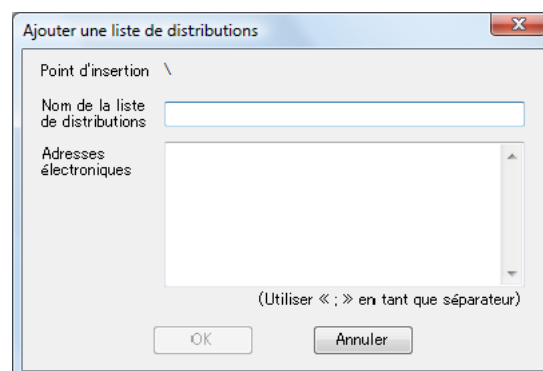 Ajouter une liste de distributions
Point d'insertion \
Nom de la liste
de distributions
Adresses
électroniques
(Utiliser « ; » en tant que séparateur)
OK Annuler